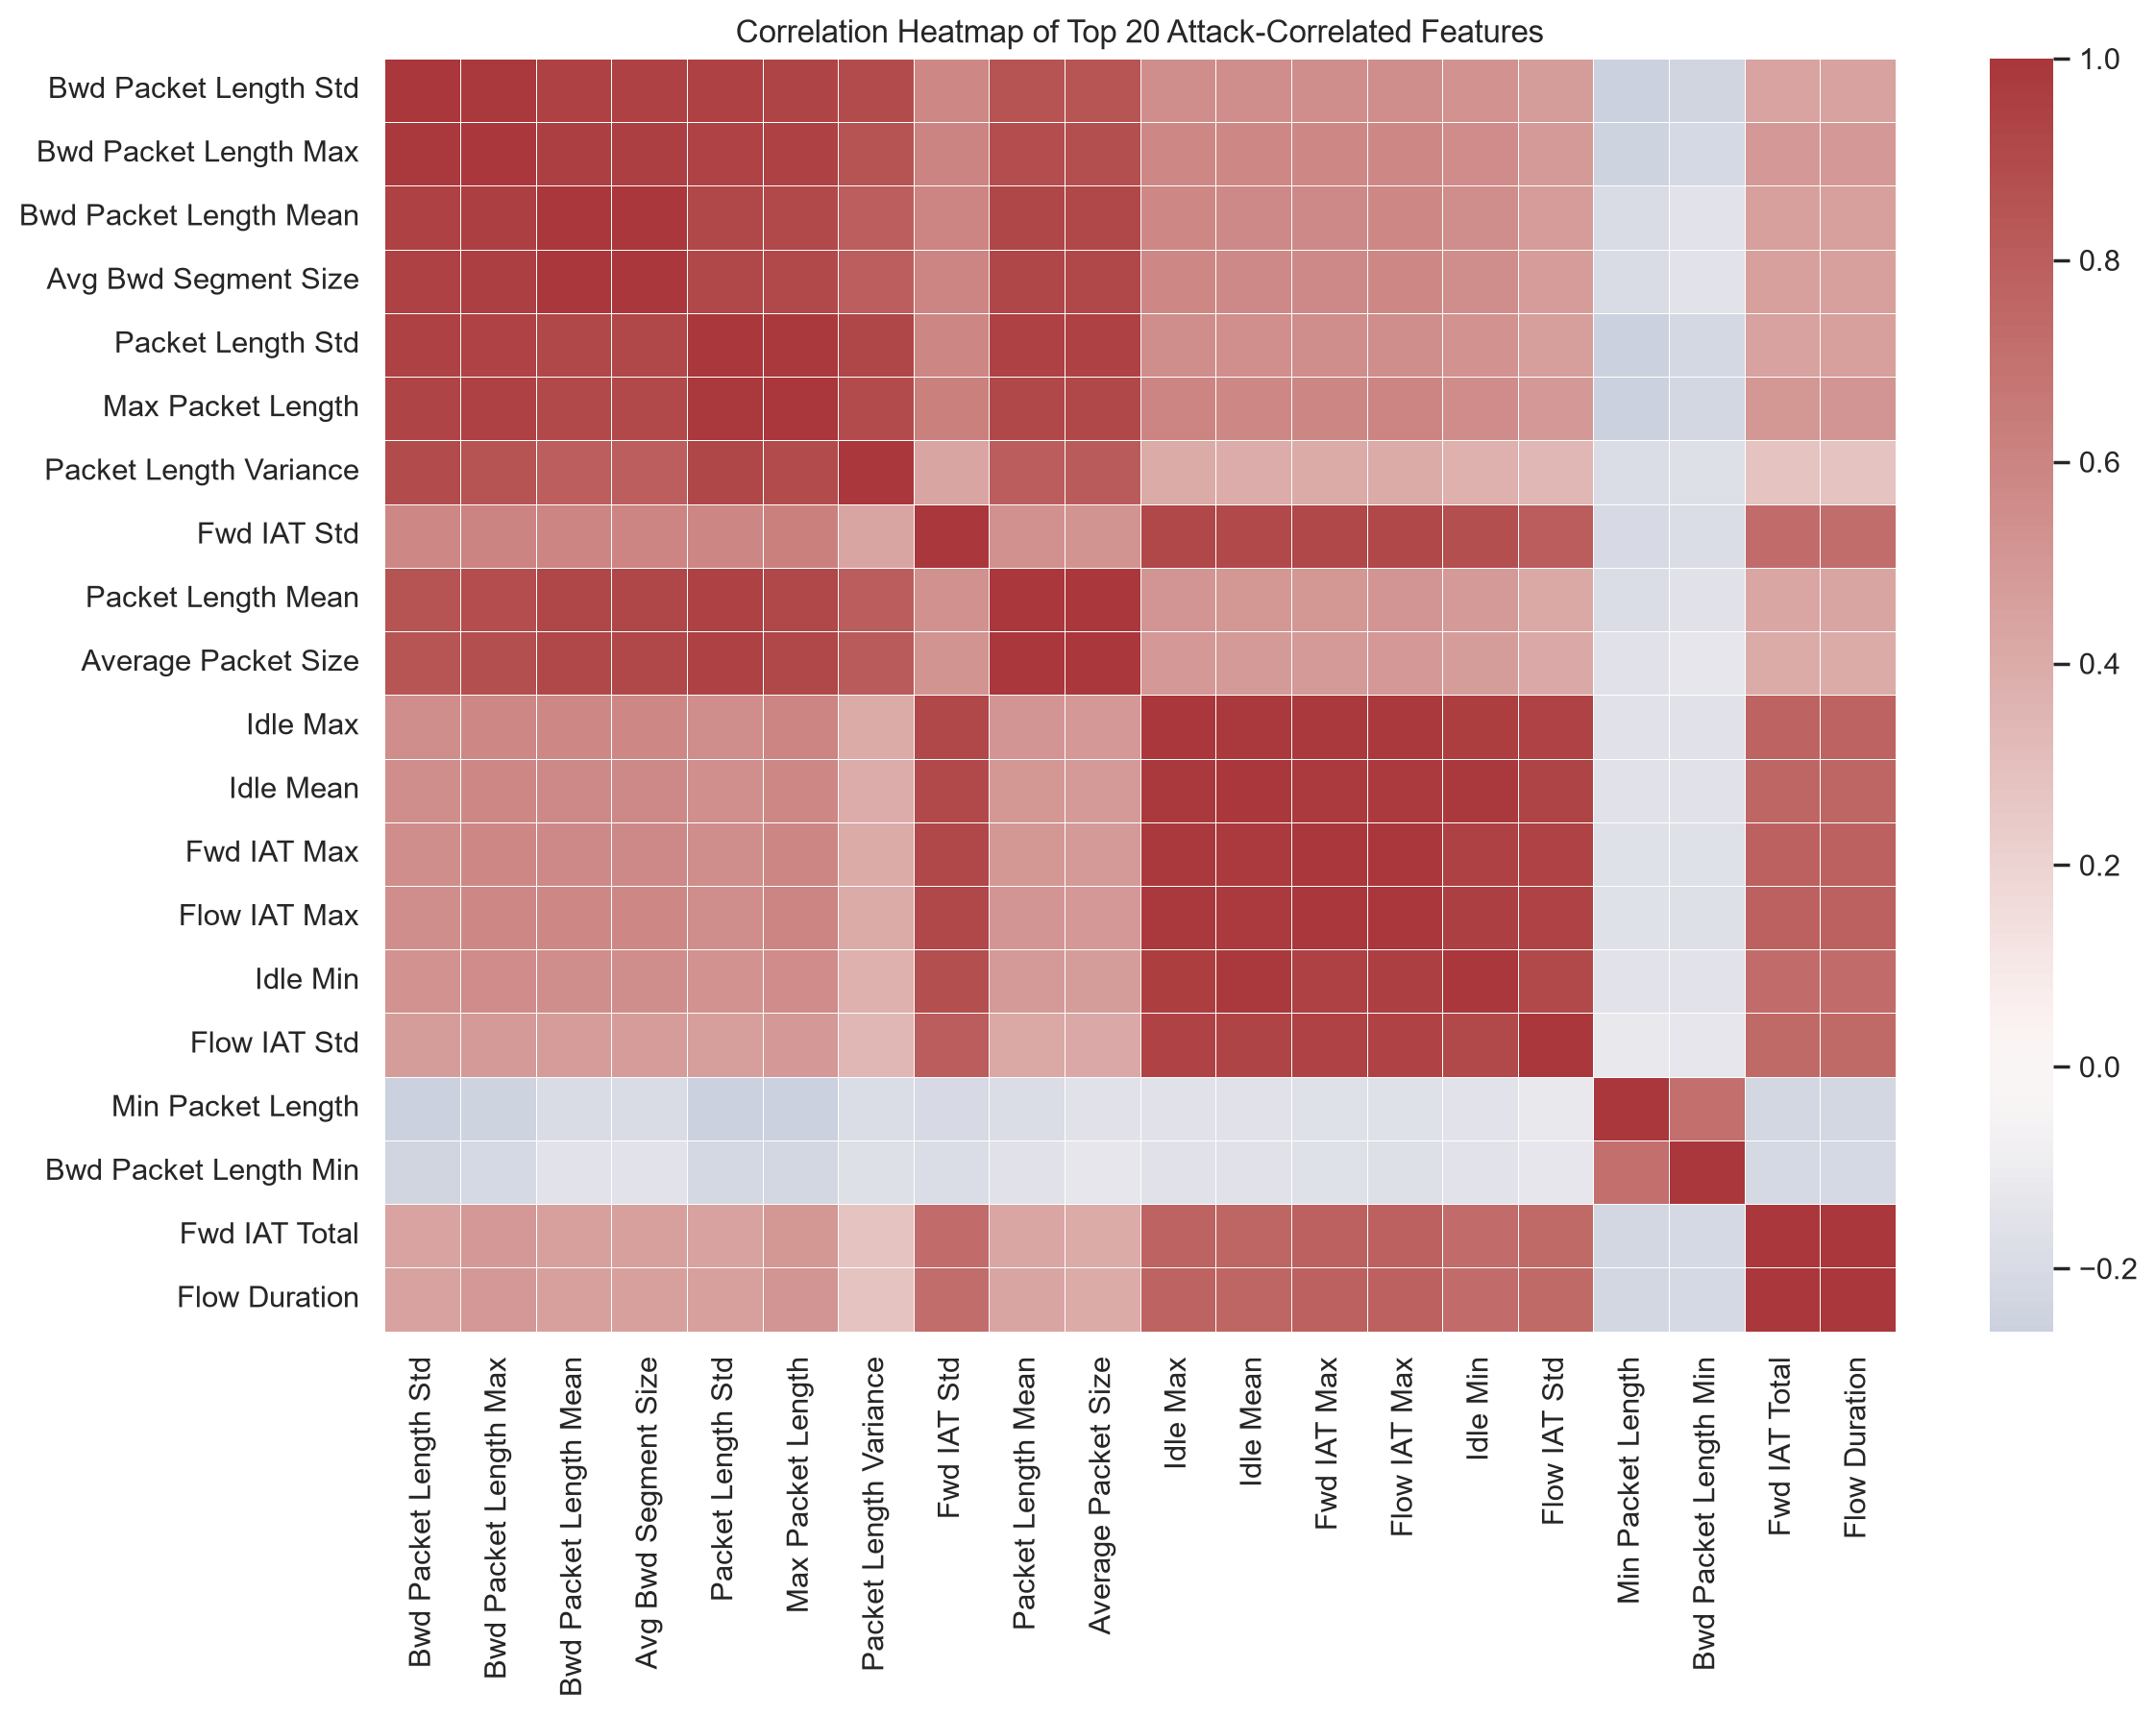 Correlation Heatmap of Top 20 Attack-Correlated Features
Bwd Packet Length Std
Bwd Packet Length Max
Bwd Packet Length Mean
Avg Bwd Segment Size
Packet Length Std
Max Packet Length
Packet Length Variance
Fwd IAT Std
Packet Length Mean
Average Packet Size
Idle Max
Idle Mean
Fwd IAT Max
Flow IAT Max
Idle Min
Flow IAT Std
Min Packet Length
Bwd Packet Length Min
Fwd IAT Total
Flow Duration
Bwd Packet Length Std
Bwd Packet Length Max
Bwd Packet Length Mean
Avg Bwd Segment Size
Packet Length Std
Max Packet Length
Packet Length Variance
Fwd IAT Std
Packet Length Mean
Average Packet Size
Idle Max
Idle Mean
Fwd IAT Max
Flow IAT Max
Idle Min
Flow IAT Std
Min Packet Length
Bwd Packet Length Min
Fwd IAT Total
Flow Duration
1.0
0.8
0.6
0.4
0.2
0.0
−0.2